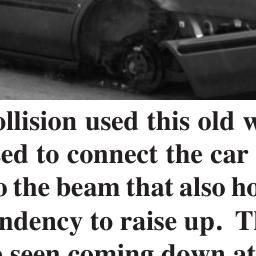 ollision used this old w
ed to connect the car
o the beam that also ho
ndency to raise up. Th
seen coming down at